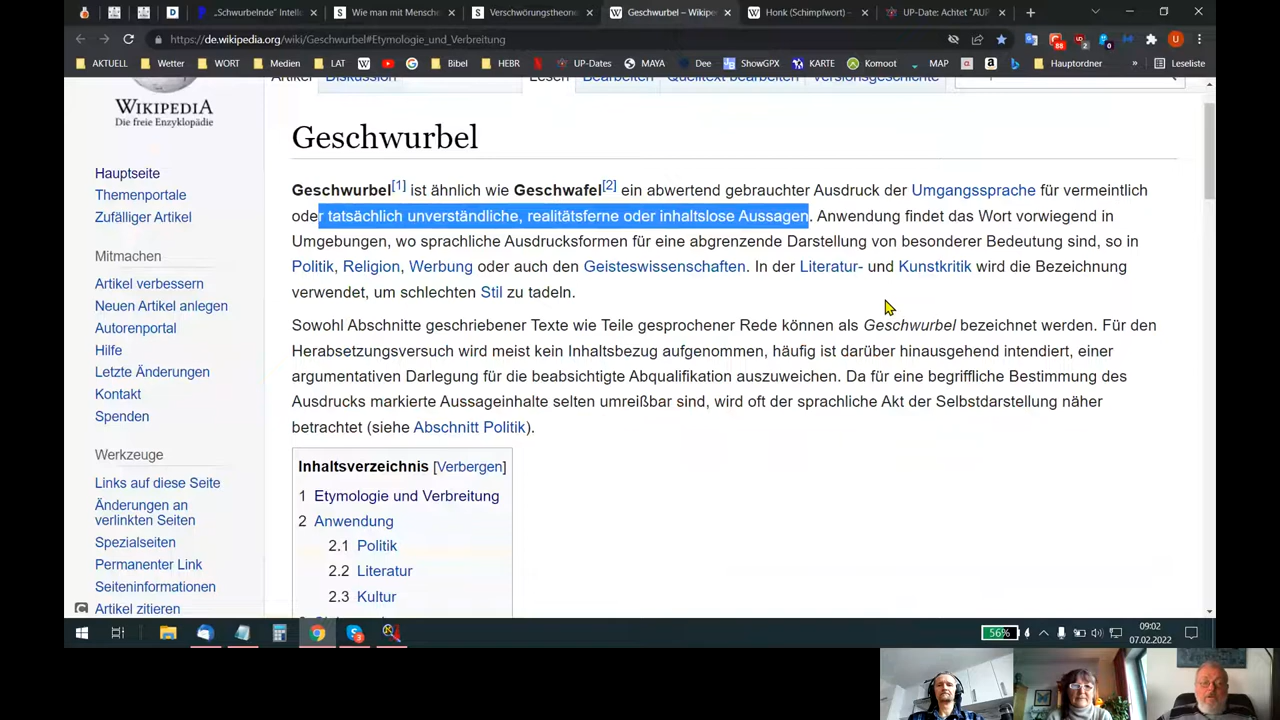 „Schwurbelnde" Intelle
Wie man mit Mensche
Verschwörungstheore
Geschwurbel – Wikipe
Honk (Schimpfwort) –
UP-Date: Achtet "AUF
https://de.wikipedia.org/wiki/Geschwurbel#Etymologie_und_Verbreitung
AKTUELL Wetter WORT Medien LAT YT Bibel HEBR UP-Dates MAYA Dee ShowGPX KARTE Komoot MAP Hauptordner » Leseliste
Artikel Diskussion Lesen Bearbeiten Quelltext bearbeiten Versionsgeschichte
WIKIPEDIA
Die freie Enzyklopädie
Hauptseite
Themenportale
Zufälliger Artikel
Mitmachen
Artikel verbessern
Neuen Artikel anlegen
Autorenportal
Hilfe
Letzte Änderungen
Kontakt
Spenden
Werkzeuge
Links auf diese Seite
Änderungen an
verlinkten Seiten
Spezialseiten
Permanenter Link
Seiteninformationen
Artikel zitieren
Geschwurbel
Geschwurbel[1] ist ähnlich wie Geschwafel[2] ein abwertend gebrauchter Ausdruck der Umgangssprache für vermeintlich
oder tatsächlich unverständliche, realitätsferne oder inhaltslose Aussagen. Anwendung findet das Wort vorwiegend in
Umgebungen, wo sprachliche Ausdrucksformen für eine abgrenzende Darstellung von besonderer Bedeutung sind, so in
Politik, Religion, Werbung oder auch den Geisteswissenschaften. In der Literatur- und Kunstkritik wird die Bezeichnung
verwendet, um schlechten Stil zu tadeln.
Sowohl Abschnitte geschriebener Texte wie Teile gesprochener Rede können als Geschwurbel bezeichnet werden. Für den
Herabsetzungsversuch wird meist kein Inhaltsbezug aufgenommen, häufig ist darüber hinausgehend intendiert, einer
argumentativen Darlegung für die beabsichtigte Abqualifikation auszuweichen. Da für eine begriffliche Bestimmung des
Ausdrucks markierte Aussageinhalte selten umreißbar sind, wird oft der sprachliche Akt der Selbstdarstellung näher
betrachtet (siehe Abschnitt Politik).
Inhaltsverzeichnis [Verbergen]
1 Etymologie und Verbreitung
2 Anwendung
2.1 Politik
2.2 Literatur
2.3 Kultur
56%
09:02
07.02.2022